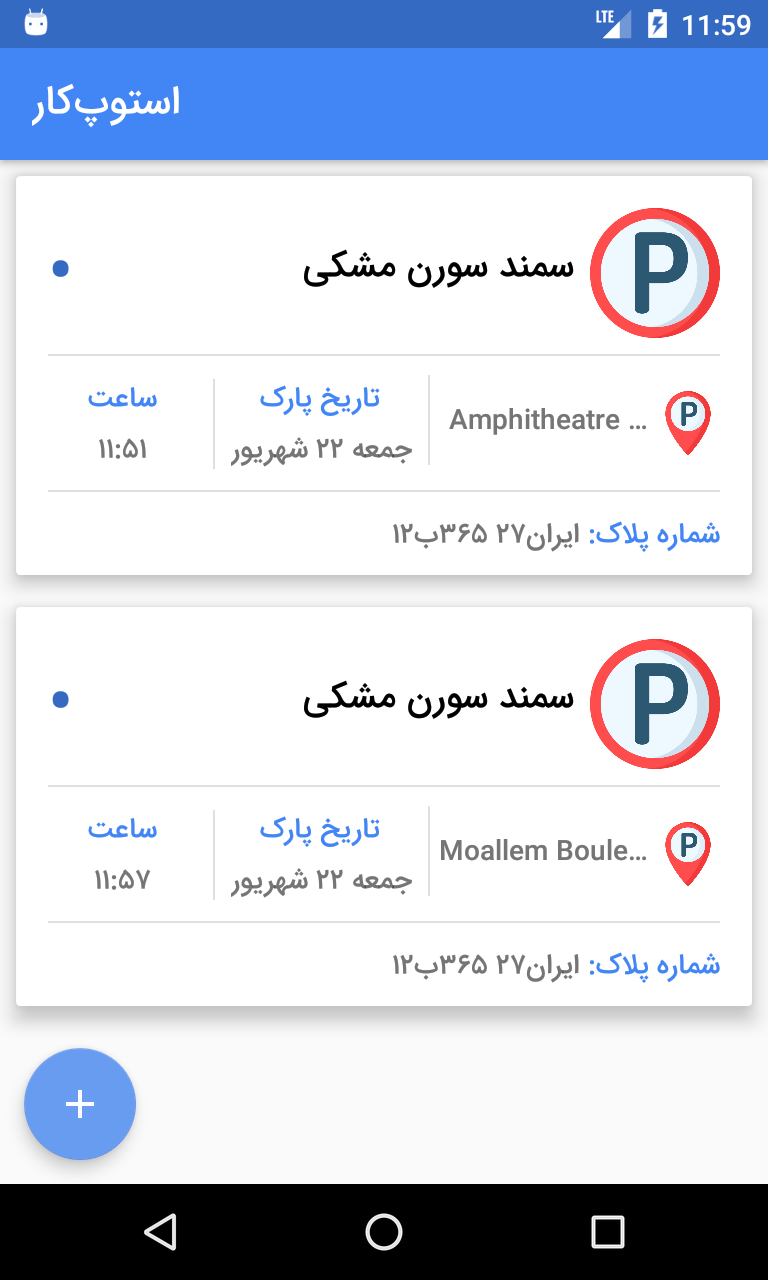 LTE 11:59
استوپ‌کار
P
سمند سورن مشکی
P
Amphitheatre ...
تاریخ پارک
جمعه ۲۲ شهریور
ساعت
۱۱:۵۱
شماره پلاک: ایران۲۷ ۳۶۵ب۱۲
P
سمند سورن مشکی
P
Moallem Boule...
تاریخ پارک
جمعه ۲۲ شهریور
ساعت
۱۱:۵۷
شماره پلاک: ایران۲۷ ۳۶۵ب۱۲
+